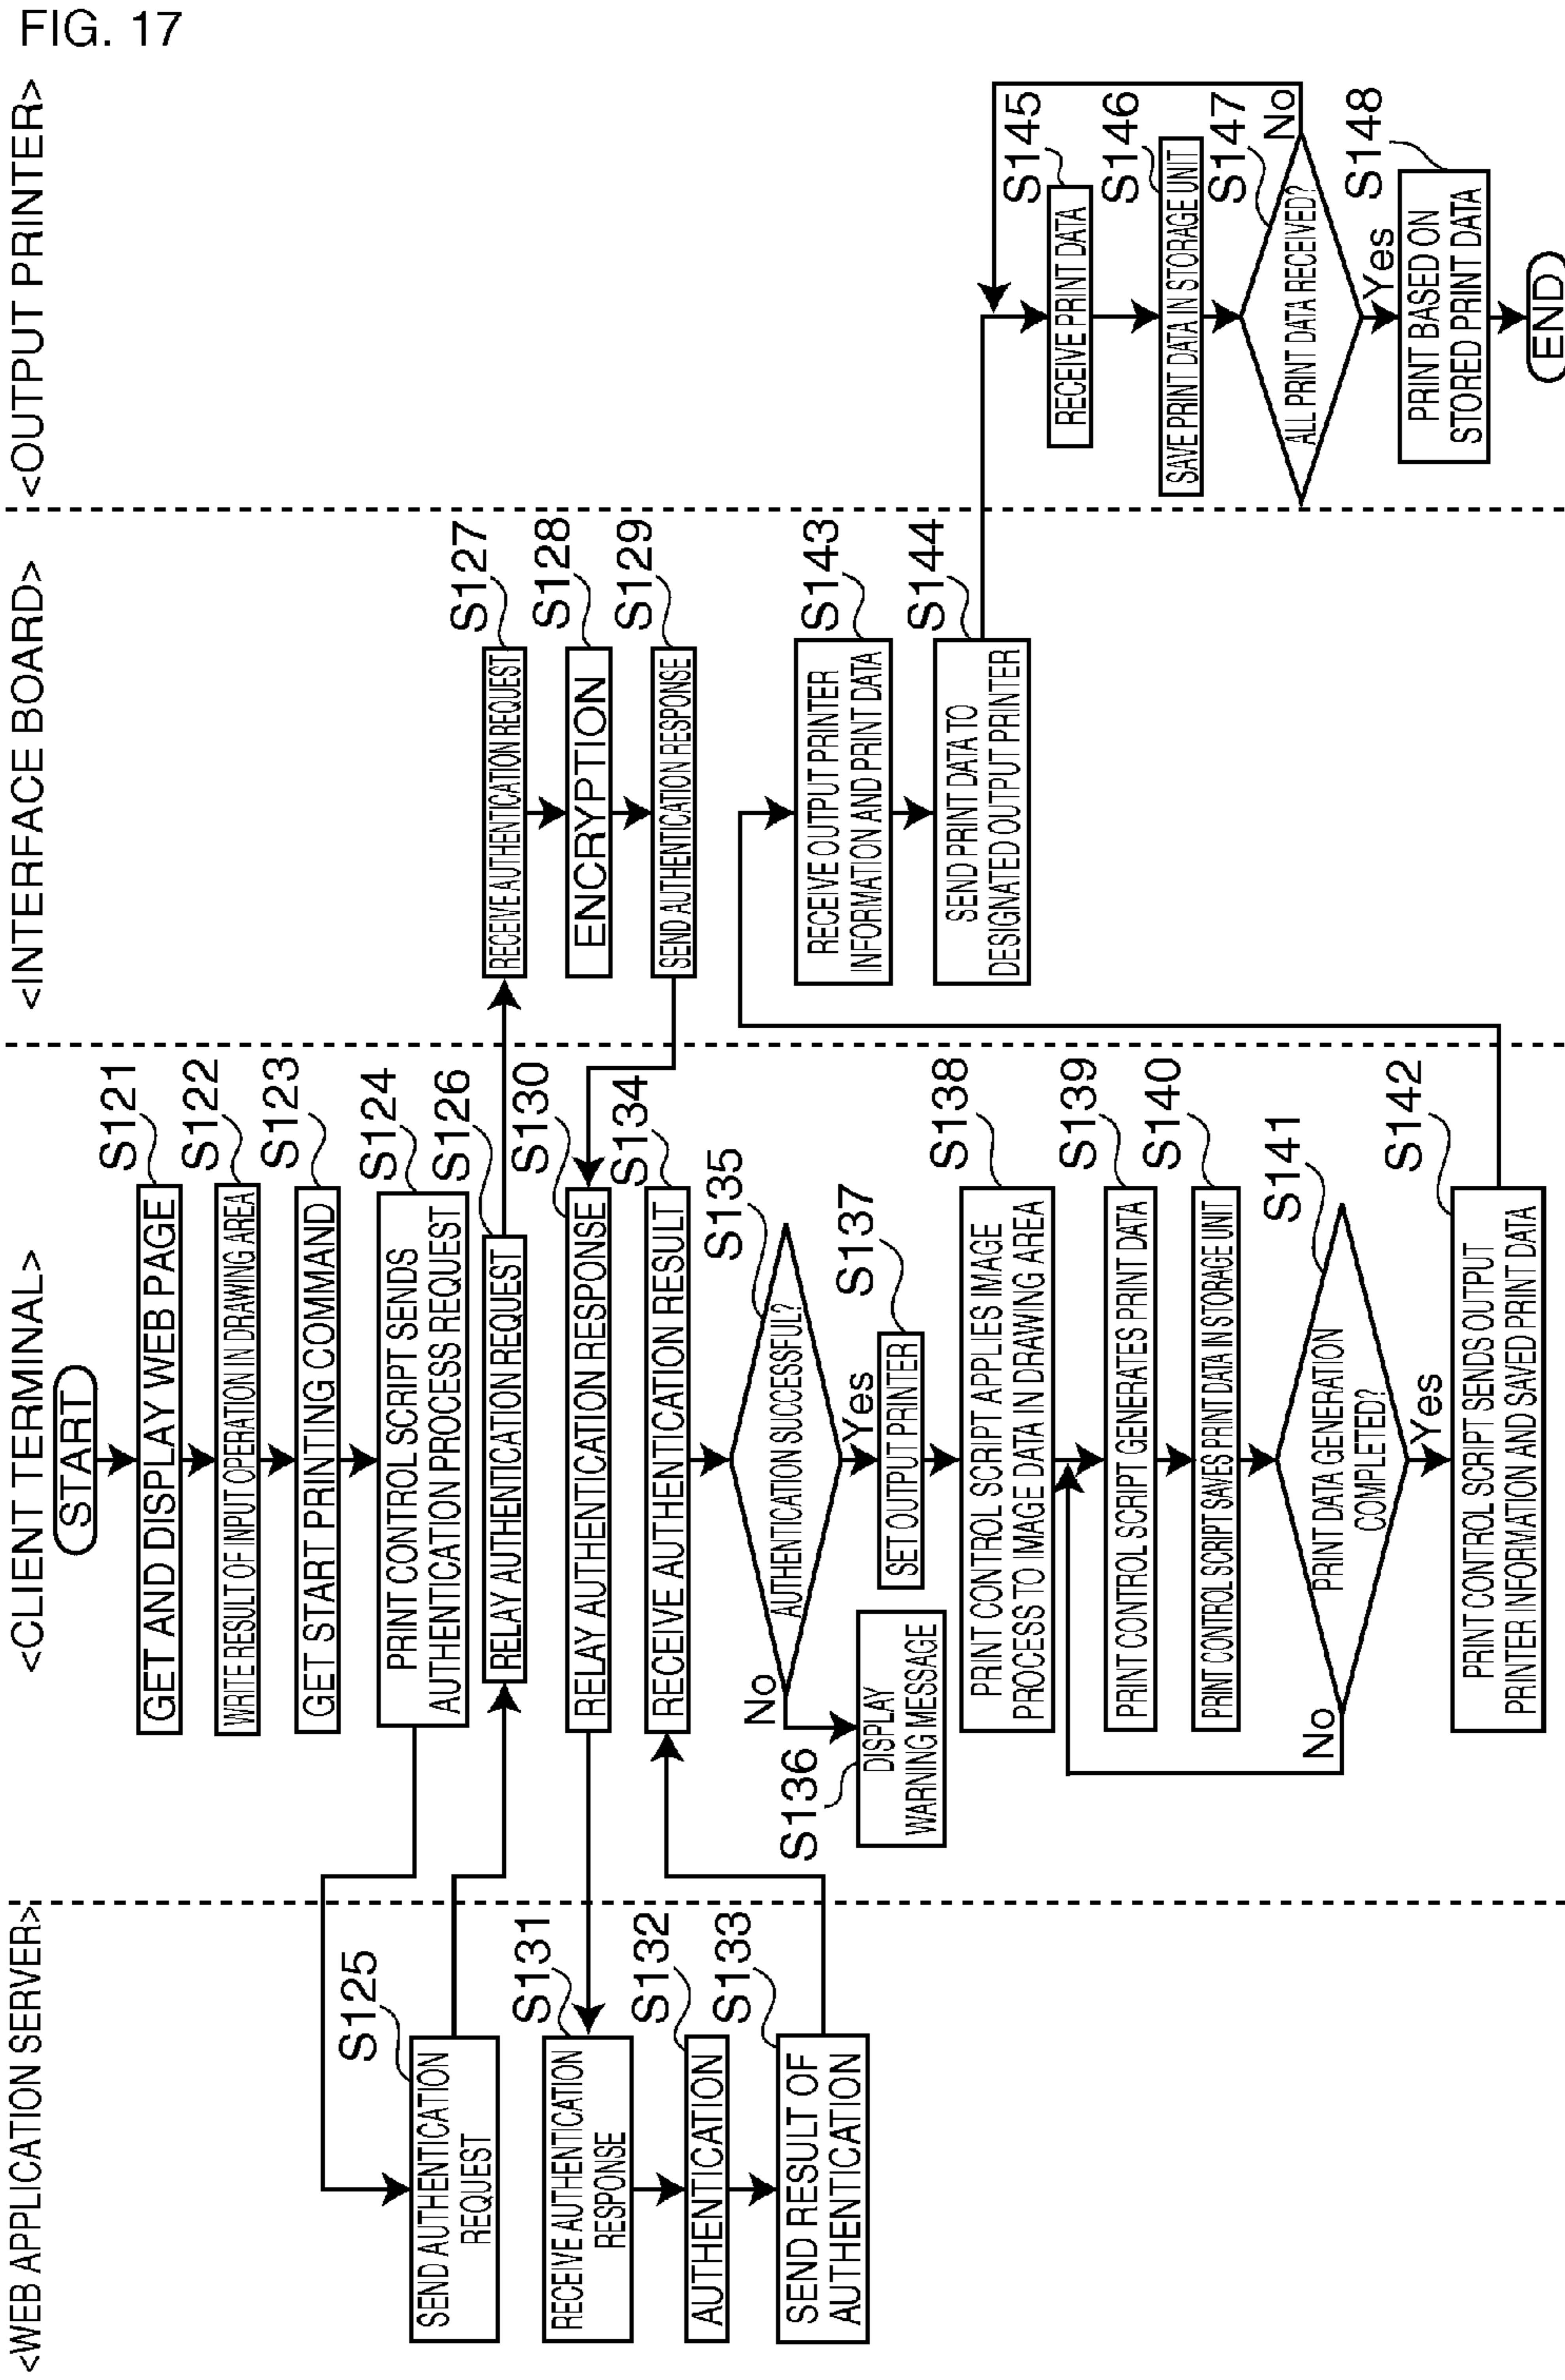 FIG. 17
<WEB APPLICATION SERVER>
<CLIENT TERMINAL>
<INTERFACE BOARD>
<OUTPUT PRINTER>
START
S121
GET AND DISPLAY WEB PAGE
S122
WRITE RESULT OF INPUT OPERATION IN DRAWING AREA
S123
GET START PRINTING COMMAND
S124
PRINT CONTROL SCRIPT SENDS
AUTHENTICATION PROCESS REQUEST
S125
SEND AUTHENTICATION
REQUEST
S126
RELAY AUTHENTICATION REQUEST
S127
RECEIVE AUTHENTICATION REQUEST
S128
ENCRYPTION
S129
SEND AUTHENTICATION RESPONSE
S130
RELAY AUTHENTICATION RESPONSE
S131
RECEIVE AUTHENTICATION
RESPONSE
S132
AUTHENTICATION
S133
SEND RESULT OF
AUTHENTICATION
S134
RECEIVE AUTHENTICATION RESULT
S135
AUTHENTICATION SUCCESSFUL?
No
Yes
S136
DISPLAY
WARNING MESSAGE
S137
SET OUTPUT PRINTER
S138
PRINT CONTROL SCRIPT APPLIES IMAGE
PROCESS TO IMAGE DATA IN DRAWING AREA
S139
PRINT CONTROL SCRIPT GENERATES PRINT DATA
S140
PRINT CONTROL SCRIPT SAVES PRINT DATA IN STORAGE UNIT
S141
PRINT DATA GENERATION
COMPLETED?
No
Yes
S142
PRINT CONTROL SCRIPT SENDS OUTPUT
PRINTER INFORMATION AND SAVED PRINT DATA
S143
RECEIVE OUTPUT PRINTER
INFORMATION AND PRINT DATA
S144
SEND PRINT DATA TO
DESIGNATED OUTPUT PRINTER
S145
RECEIVE PRINT DATA
S146
SAVE PRINT DATA IN STORAGE UNIT
S147
ALL PRINT DATA RECEIVED?
No
Yes
S148
PRINT BASED ON
STORED PRINT DATA
END